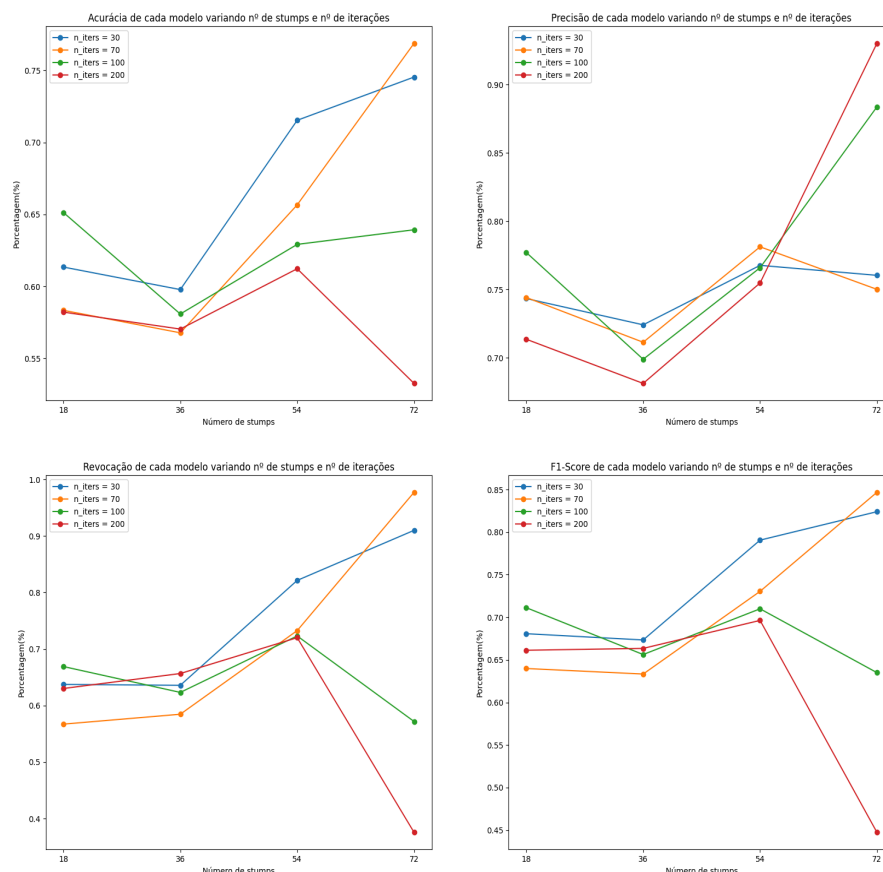 Acurácia de cada modelo variando nº de stumps e nº de iterações
n_iters = 30
n_iters = 70
n_iters = 100
n_iters = 200
Porcentagem(%)
0.75
0.70
0.65
0.60
0.55
18 36 54 72
Número de stumps
Precisão de cada modelo variando nº de stumps e nº de iterações
n_iters = 30
n_iters = 70
n_iters = 100
n_iters = 200
Porcentagem(%)
0.90
0.85
0.80
0.75
0.70
18 36 54 72
Número de stumps
Revocação de cada modelo variando nº de stumps e nº de iterações
n_iters = 30
n_iters = 70
n_iters = 100
n_iters = 200
Porcentagem(%)
1.0
0.9
0.8
0.7
0.6
0.5
0.4
18 36 54 72
Número de stumps
F1-Score de cada modelo variando nº de stumps e nº de iterações
n_iters = 30
n_iters = 70
n_iters = 100
n_iters = 200
Porcentagem(%)
0.85
0.80
0.75
0.70
0.65
0.60
0.55
0.50
0.45
18 36 54 72
Número de stumps